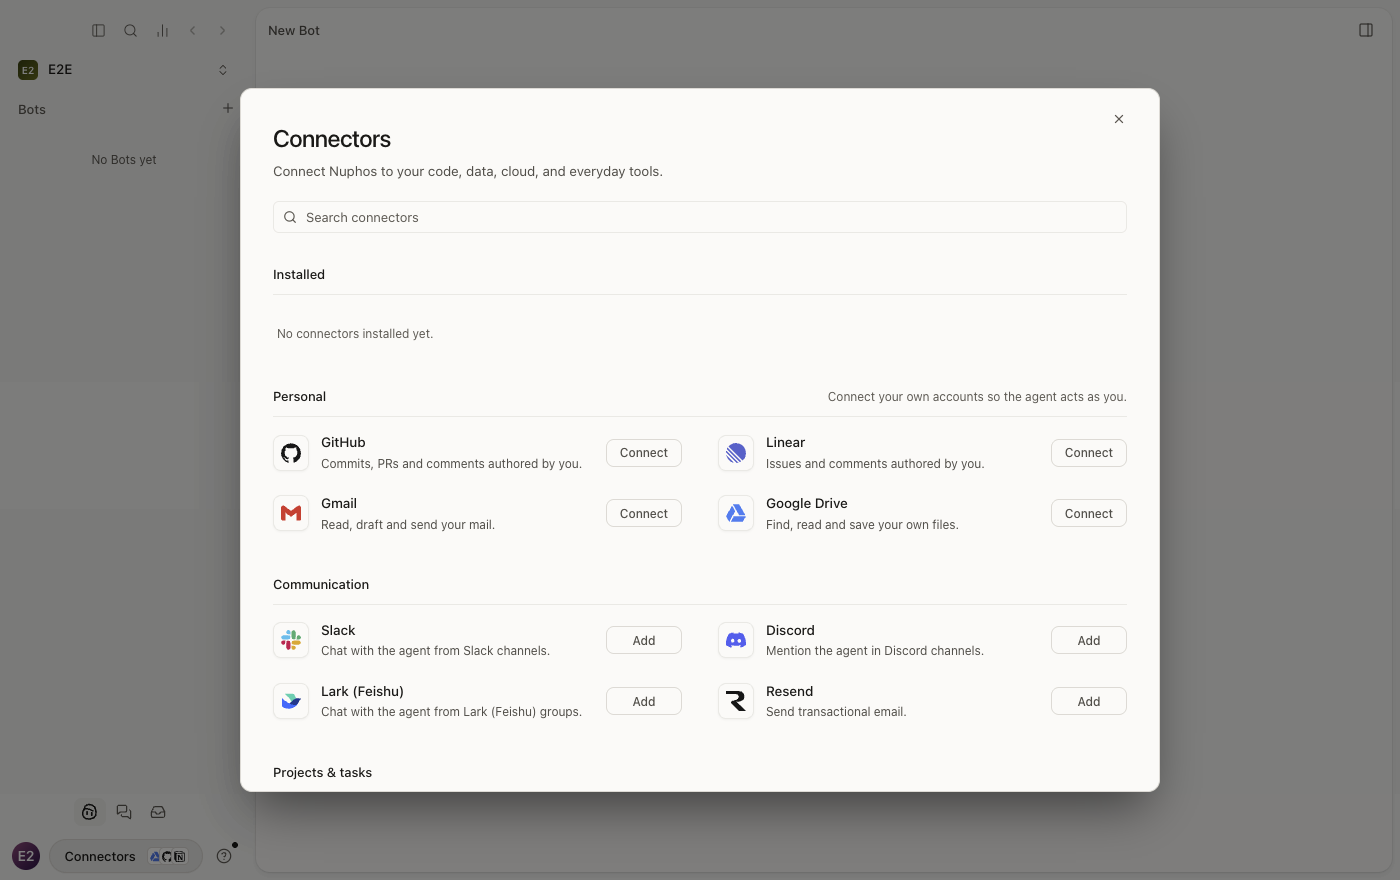 New Bot
E2 E2E
Bots
No Bots yet
Connectors
Connect Nuphos to your code, data, cloud, and everyday tools.
Search connectors
Installed
No connectors installed yet.
Personal
Connect your own accounts so the agent acts as you.
GitHub
Commits, PRs and comments authored by you.
Connect
Linear
Issues and comments authored by you.
Connect
Gmail
Read, draft and send your mail.
Connect
Google Drive
Find, read and save your own files.
Connect
Communication
Slack
Chat with the agent from Slack channels.
Add
Discord
Mention the agent in Discord channels.
Add
Lark (Feishu)
Chat with the agent from Lark (Feishu) groups.
Add
Resend
Send transactional email.
Add
Projects & tasks
E2 Connectors